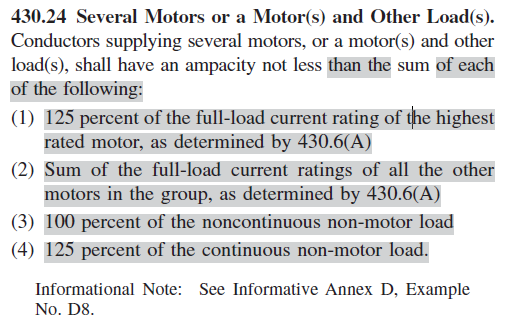 430.24 Several Motors or a Motor(s) and Other Load(s).
Conductors supplying several motors, or a motor(s) and other
load(s), shall have an ampacity not less than the sum of each
of the following:
(1) 125 percent of the full-load current rating of the highest
rated motor, as determined by 430.6(A)
(2) Sum of the full-load current ratings of all the other
motors in the group, as determined by 430.6(A)
(3) 100 percent of the noncontinuous non-motor load
(4) 125 percent of the continuous non-motor load.
Informational Note: See Informative Annex D, Example
No. D8.